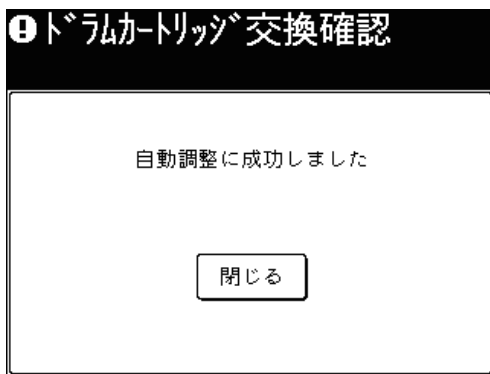 ドラムカートリッジ交換確認
自動調整に成功しました
閉じる